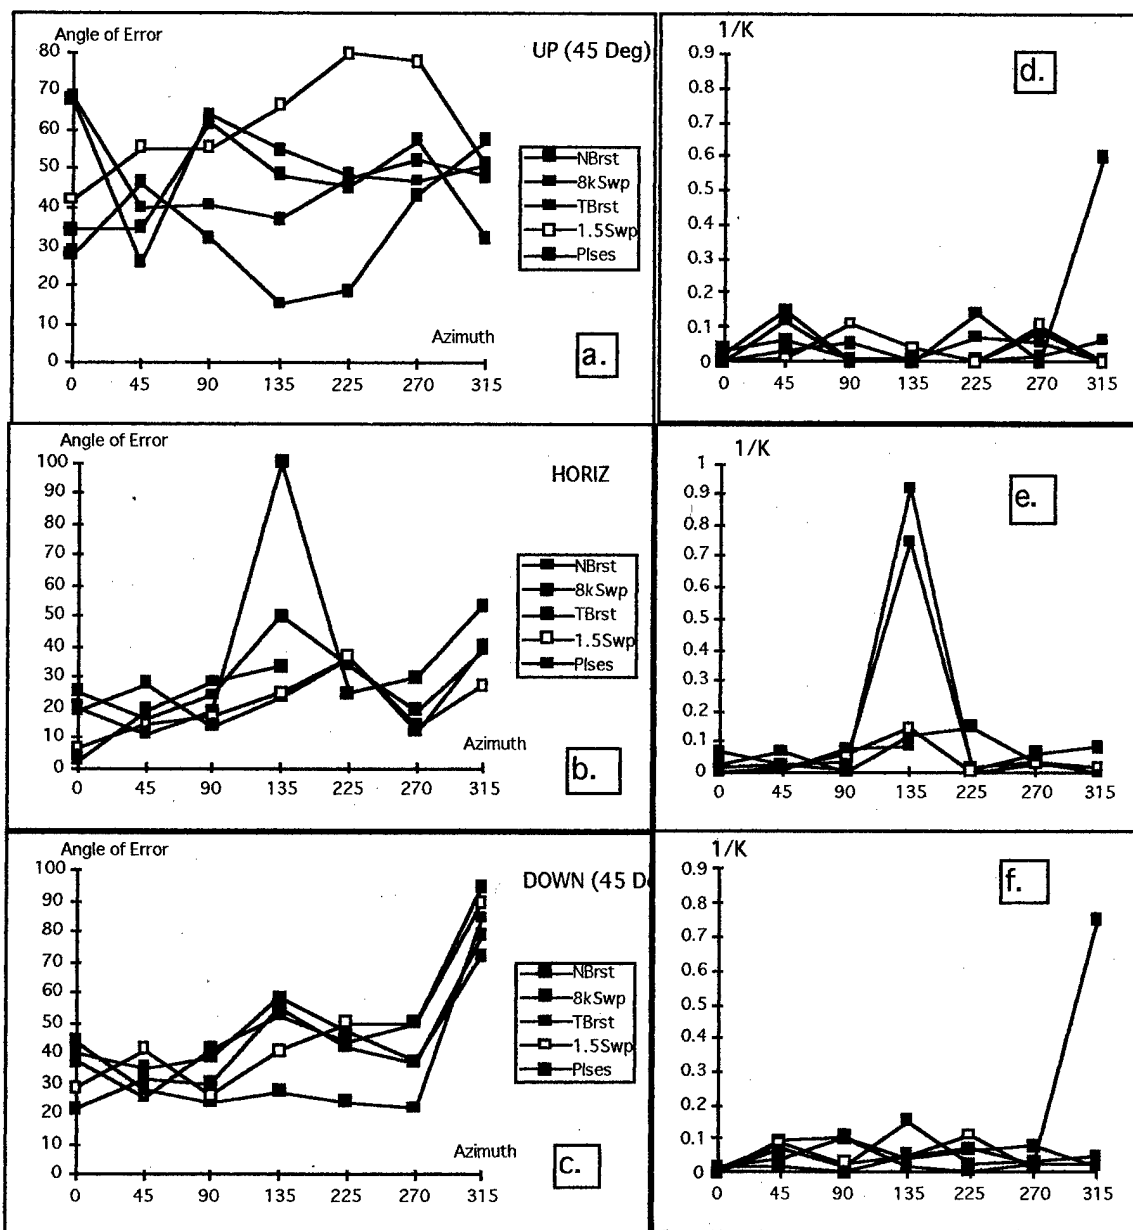 Angle of Error
UP (45 Deg)
80
70
60
50
40
30
20
10
0
NBrst
8kSwp
TBrst
1.5Swp
Plses
Azimuth
a.
0 45 90 135 225 270 315
1/K
d.
0.9
0.8
0.7
0.6
0.5
0.4
0.3
0.2
0.1
0
0 45 90 135 225 270 315
Angle of Error
HORIZ
100
90
80
70
60
50
40
30
20
10
0
NBrst
8kSwp
TBrst
1.5Swp
Plses
Azimuth
b.
0 45 90 135 225 270 315
1/K
e.
1
0.9
0.8
0.7
0.6
0.5
0.4
0.3
0.2
0.1
0
0 45 90 135 225 270 315
Angle of Error
DOWN (45 D
100
90
80
70
60
50
40
30
20
10
0
NBrst
8kSwp
TBrst
1.5Swp
Plses
Azimuth
c.
0 45 90 135 225 270 315
1/K
f.
0.9
0.8
0.7
0.6
0.5
0.4
0.3
0.2
0.1
0
0 45 90 135 225 270 315